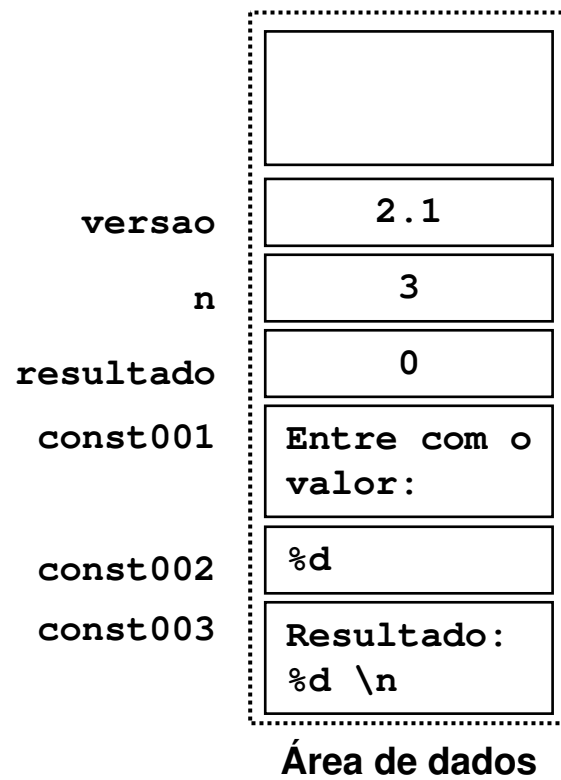 versao 2.1
n 3
resultado 0
const001 Entre com o
valor:
const002 %d
const003 Resultado:
%d \n
Área de dados